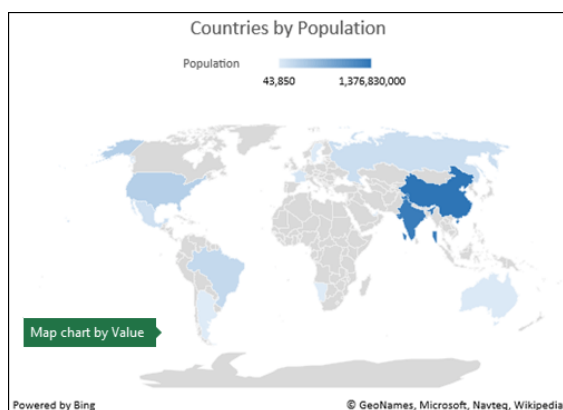 Countries by Population
Population
43,850 1,376,830,000
Map chart by Value
Powered by Bing © GeoNames, Microsoft, Navteq, Wikipedia